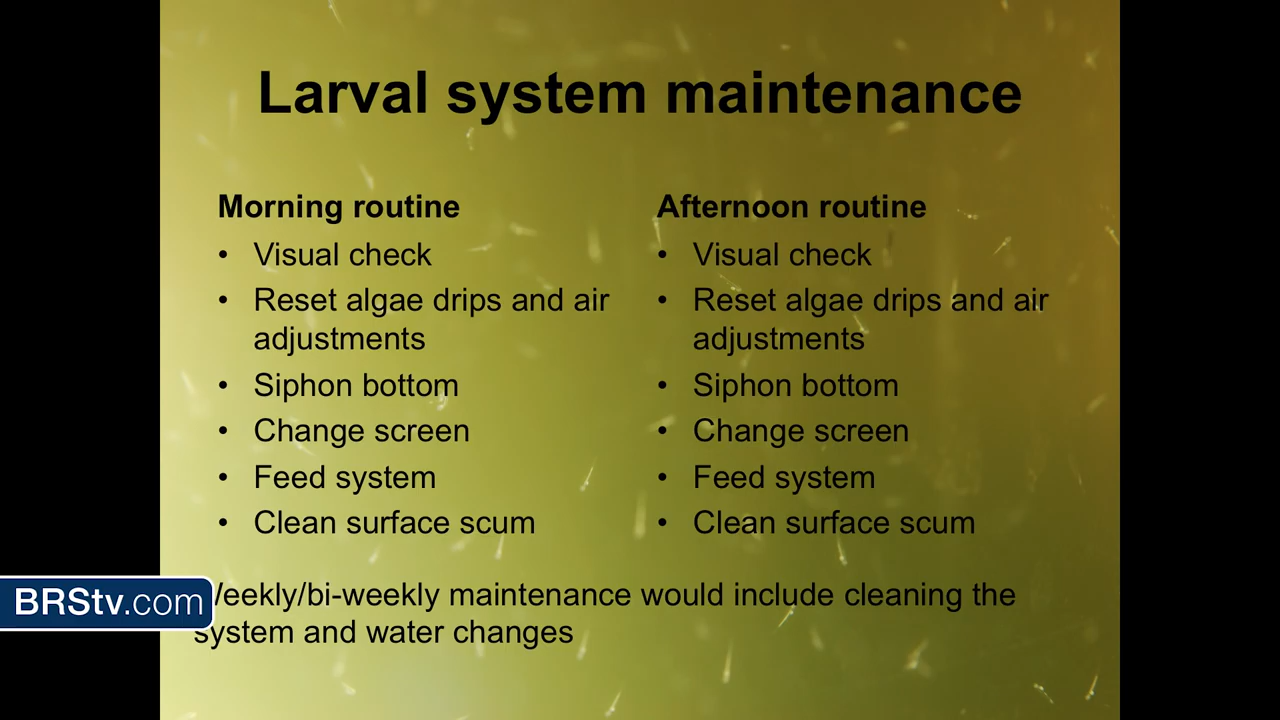 Larval system maintenance
Morning routine
• Visual check
• Reset algae drips and air
adjustments
• Siphon bottom
• Change screen
• Feed system
• Clean surface scum
Afternoon routine
• Visual check
• Reset algae drips and air
adjustments
• Siphon bottom
• Change screen
• Feed system
• Clean surface scum
Weekly/bi-weekly maintenance would include cleaning the
system and water changes
BRStv.com